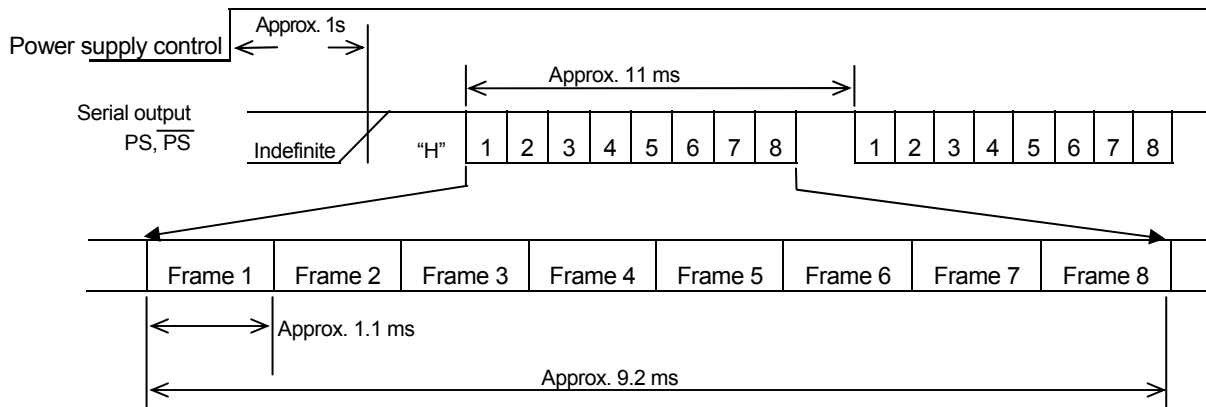 Approx. 1s
Power supply control
Approx. 11 ms
Serial output
PS, P̅S̅
Indefinite
“H”
1 2 3 4 5 6 7 8
1 2 3 4 5 6 7 8
Frame 1 Frame 2 Frame 3 Frame 4 Frame 5 Frame 6 Frame 7 Frame 8
Approx. 1.1 ms
Approx. 9.2 ms